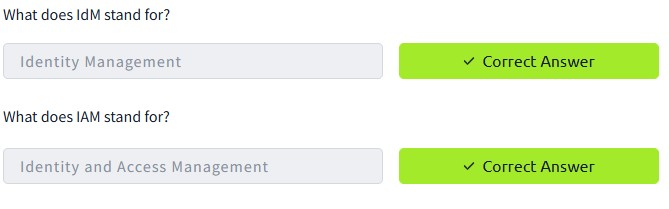 What does IdM stand for?
Identity Management
✓ Correct Answer
What does IAM stand for?
Identity and Access Management
✓ Correct Answer